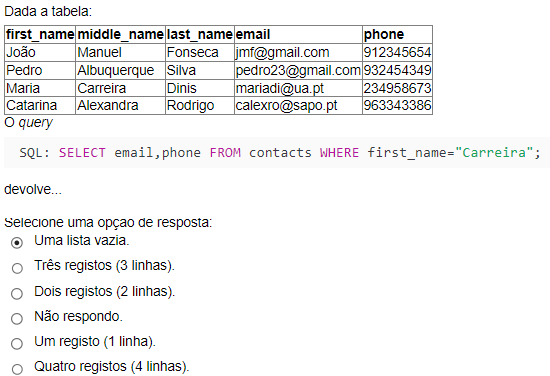 Dada a tabela:
first_name middle_name last_name email phone
João Manuel Fonseca jmf@gmail.com 912345654
Pedro Albuquerque Silva pedro23@gmail.com 932454349
Maria Carreira Dinis mariadi@ua.pt 234958673
Catarina Alexandra Rodrigo calexro@sapo.pt 963343386
O query
SQL: SELECT email,phone FROM contacts WHERE first_name="Carreira";
devolve...
Selecione uma opção de resposta:
Uma lista vazia.
Três registos (3 linhas).
Dois registos (2 linhas).
Não respondo.
Um registo (1 linha).
Quatro registos (4 linhas).